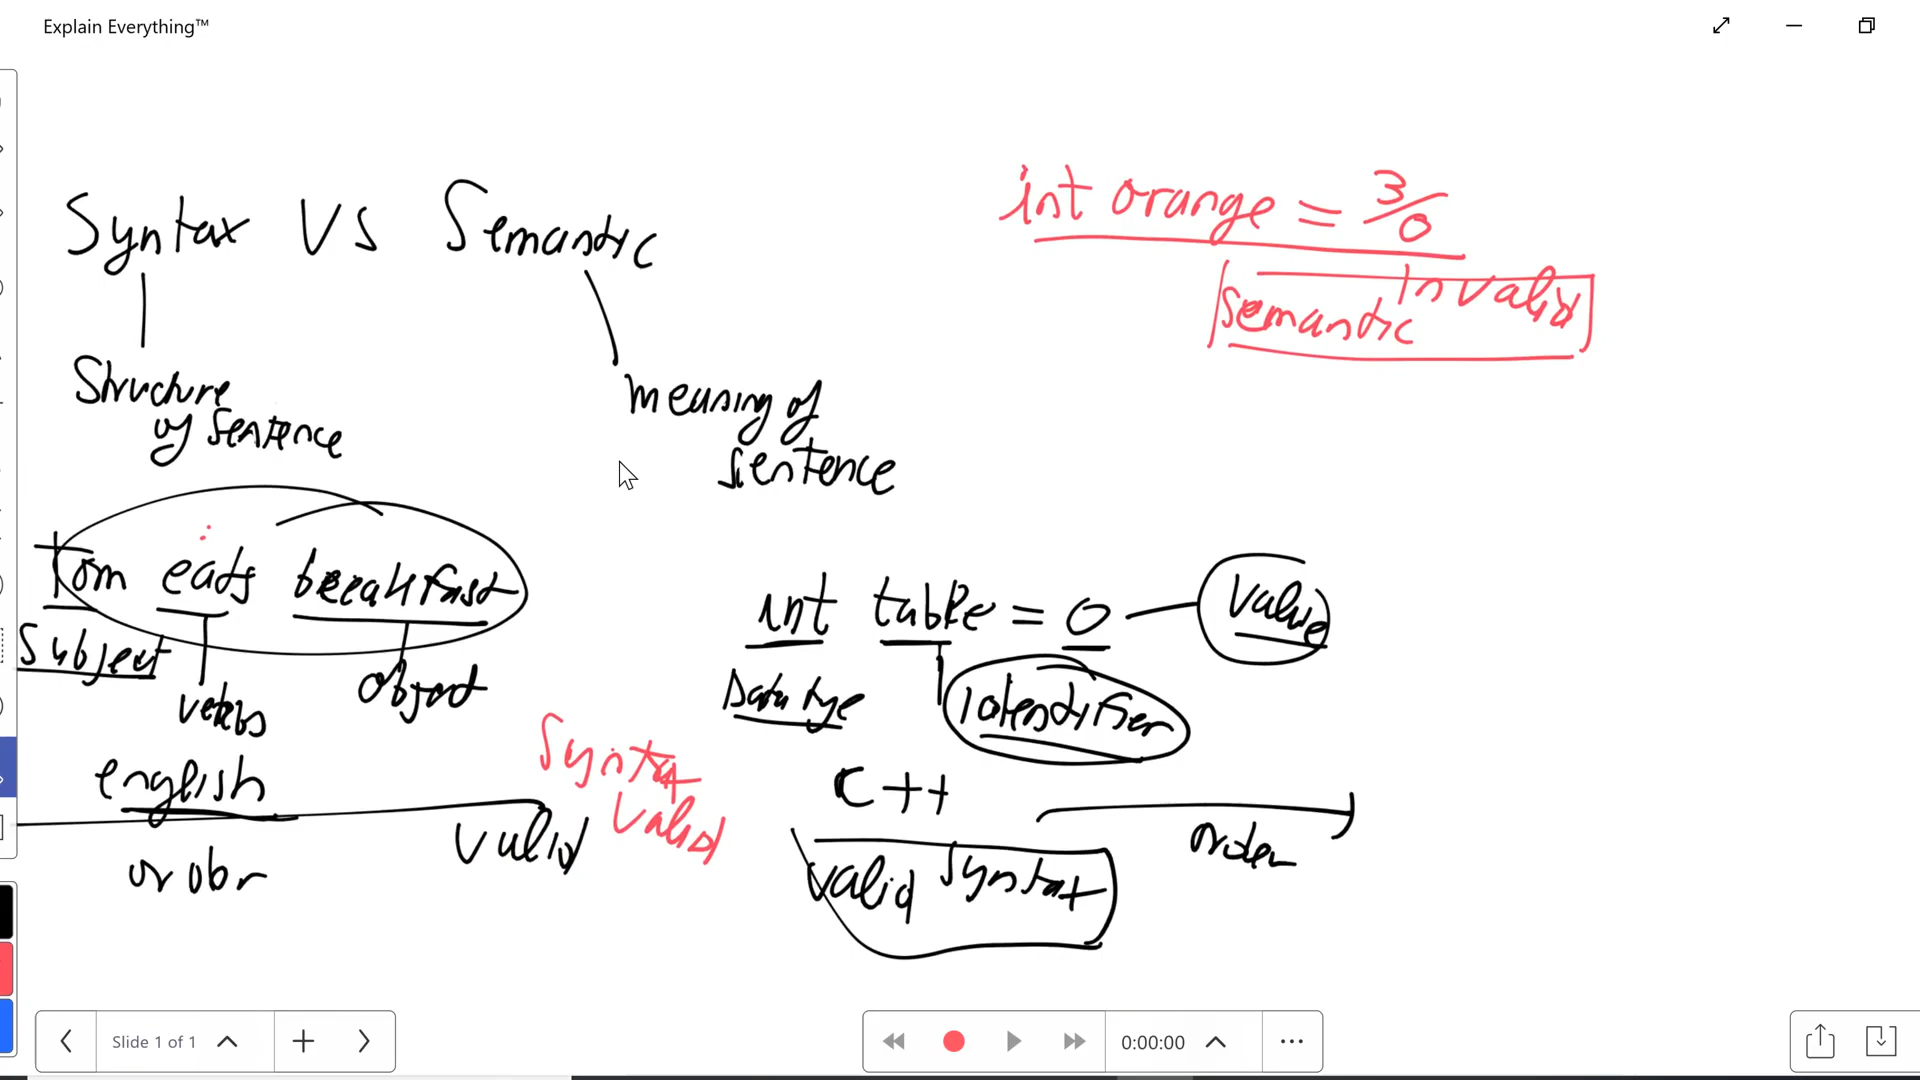 Explain Everything™
Syntax VS Semantic
Structure
of Sentence
meaning of
sentence
int orange = 3/0
Semantic
Invalid
Tom eats breakfast
Subject
verbs
object
english
order
valid
Syntax
Valid
int table = 0
Value
Data type
Identifier
C++
order
valid syntax
Slide 1 of 1
0:00:00